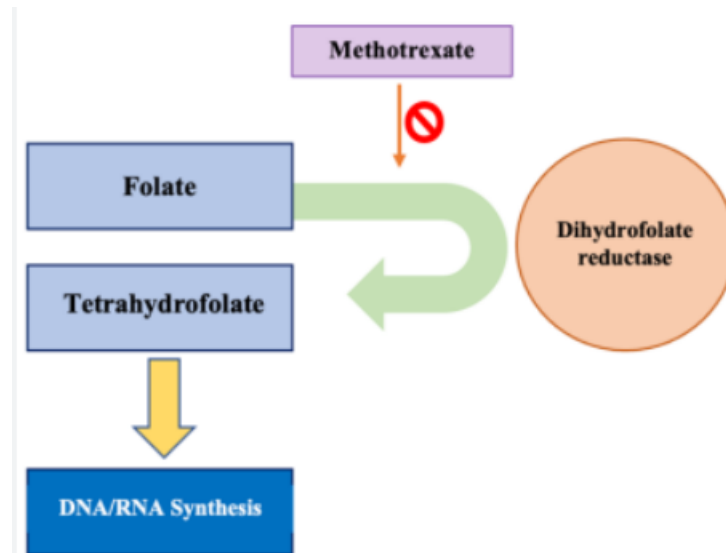 Methotrexate
Folate
Dihydrofolate
reductase
Tetrahydrofolate
DNA/RNA Synthesis